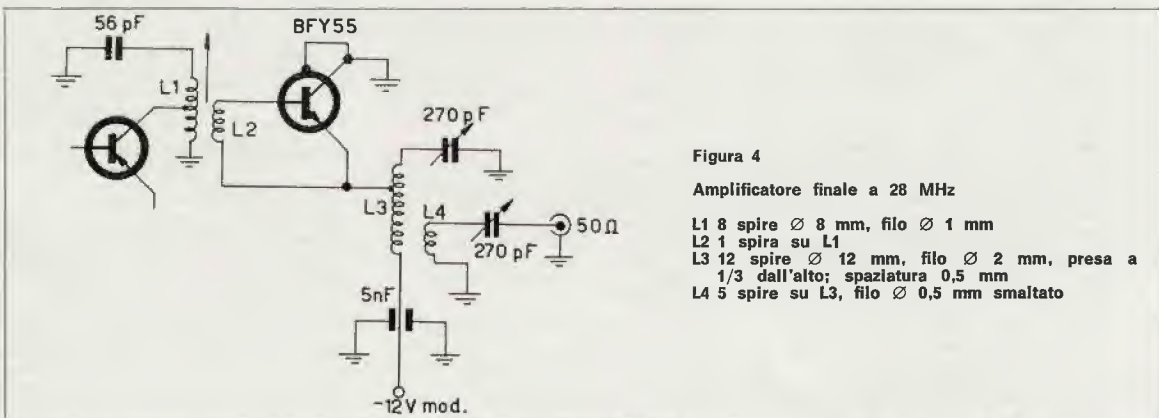 56 pF
BFY55
L1
L2
270 pF
L3
L4
270 pF
50Ω
5nF
-12V mod.
Figura 4
Amplificatore finale a 28 MHz
L1 8 spire ∅ 8 mm, filo ∅ 1 mm
L2 1 spira su L1
L3 12 spire ∅ 12 mm, filo ∅ 2 mm, presa a
1/3 dall'alto; spaziatura 0,5 mm
L4 5 spire su L3, filo ∅ 0,5 mm smaltato